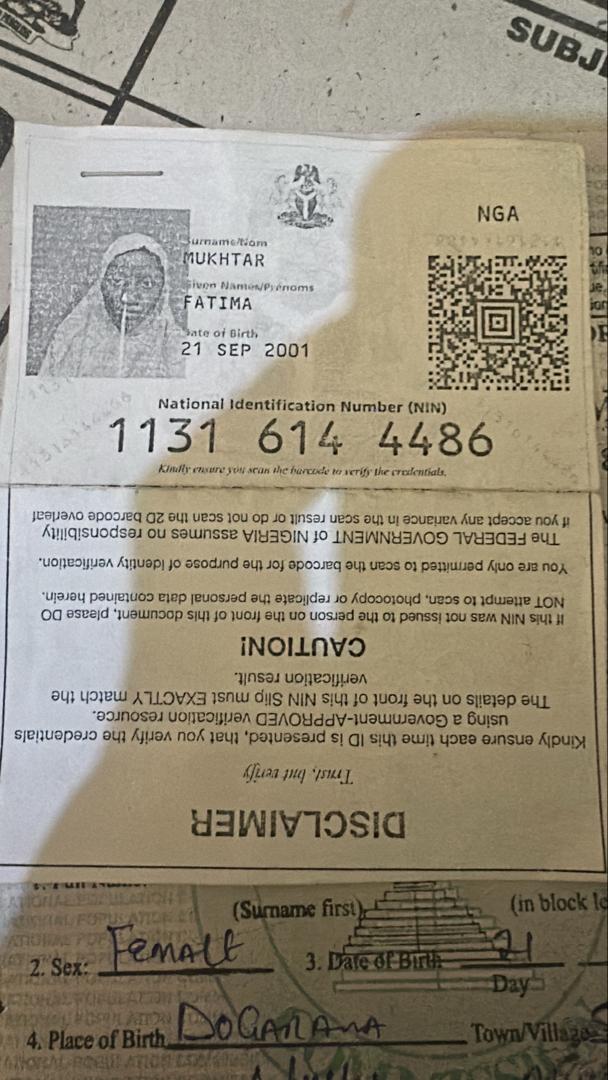 SUBJ
NGA
Surname/Nom
MUKHTAR
Given Names/Prénoms
FATIMA
Date of Birth
21 SEP 2001
National Identification Number (NIN)
1131 614 4486
Kindly ensure you scan the barcode to verify the credentials.
DISCLAIMER
Trust, but verify
Kindly ensure each time this ID is presented, that you verify the credentials
using a Government-APPROVED verification resource.
The details on the front of this NIN Slip must EXACTLY match the
verification result.
CAUTION!
If this NIN was not issued to the person on the front of this document, please DO
NOT attempt to scan, photocopy or replicate the personal data contained herein.
You are only permitted to scan the barcode for the purpose of identity verification.
The FEDERAL GOVERNMENT of NIGERIA assumes no responsibility
if you accept any variance in the scan result or do not scan the 2D barcode overleaf
(Surname first) (in block le
2. Sex: Female 3. Date of Birth 21
Day
4. Place of Birth DOGARAWA Town/Village